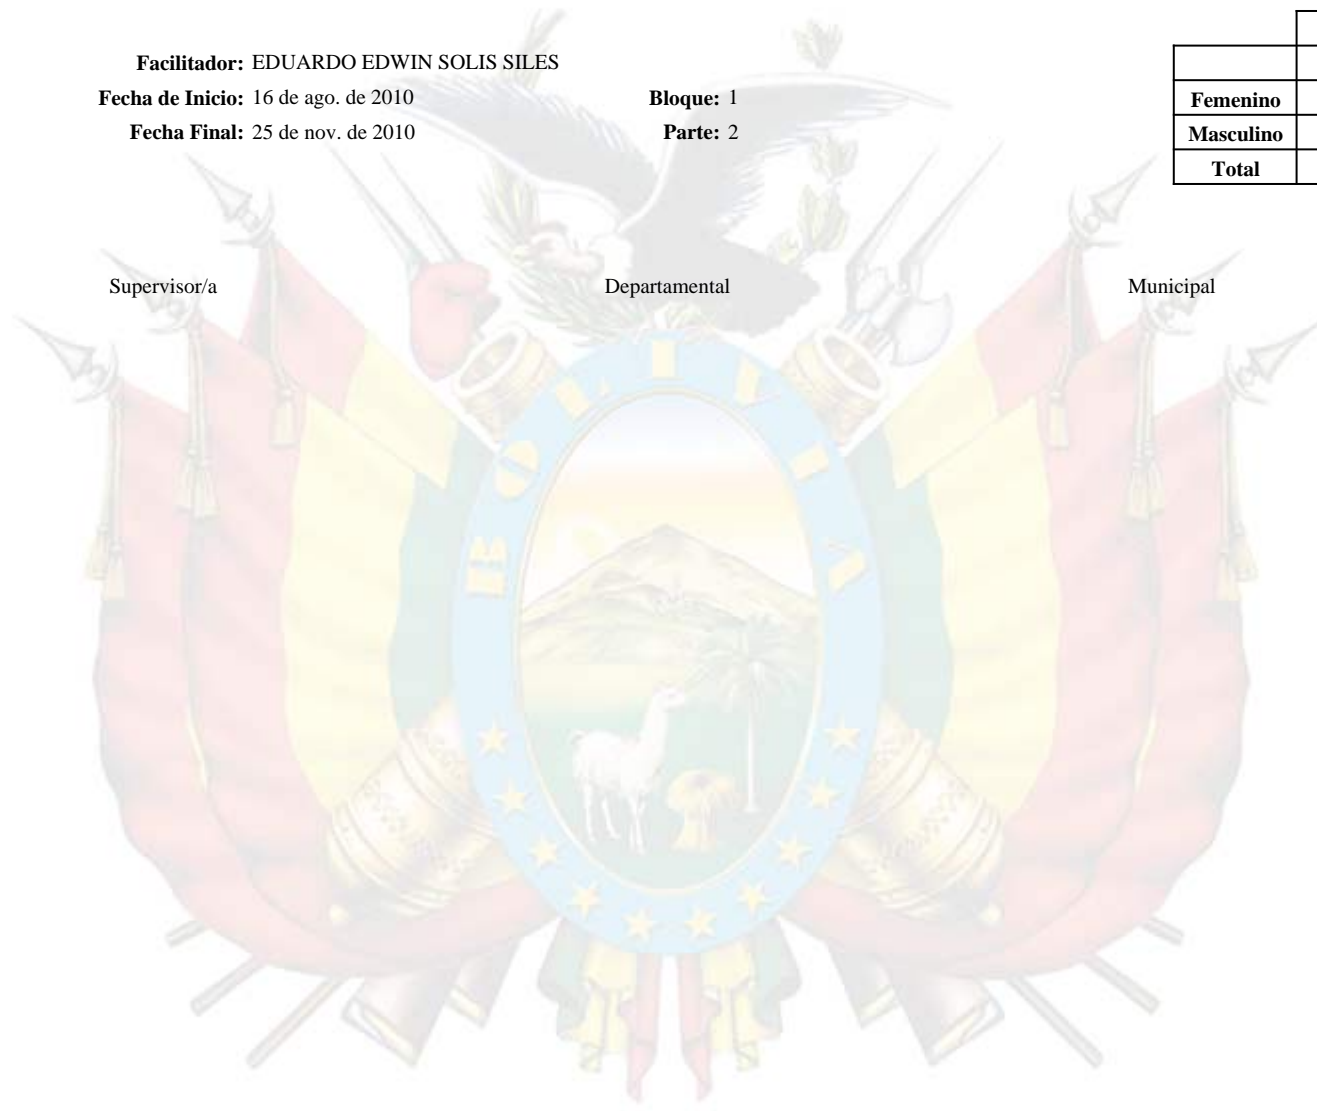 Facilitador: EDUARDO EDWIN SOLIS SILES
Fecha de Inicio: 16 de ago. de 2010 Bloque: 1
Fecha Final: 25 de nov. de 2010 Parte: 2
Femenino
Masculino
Total
Supervisor/a Departamental Municipal
BOLIVIA